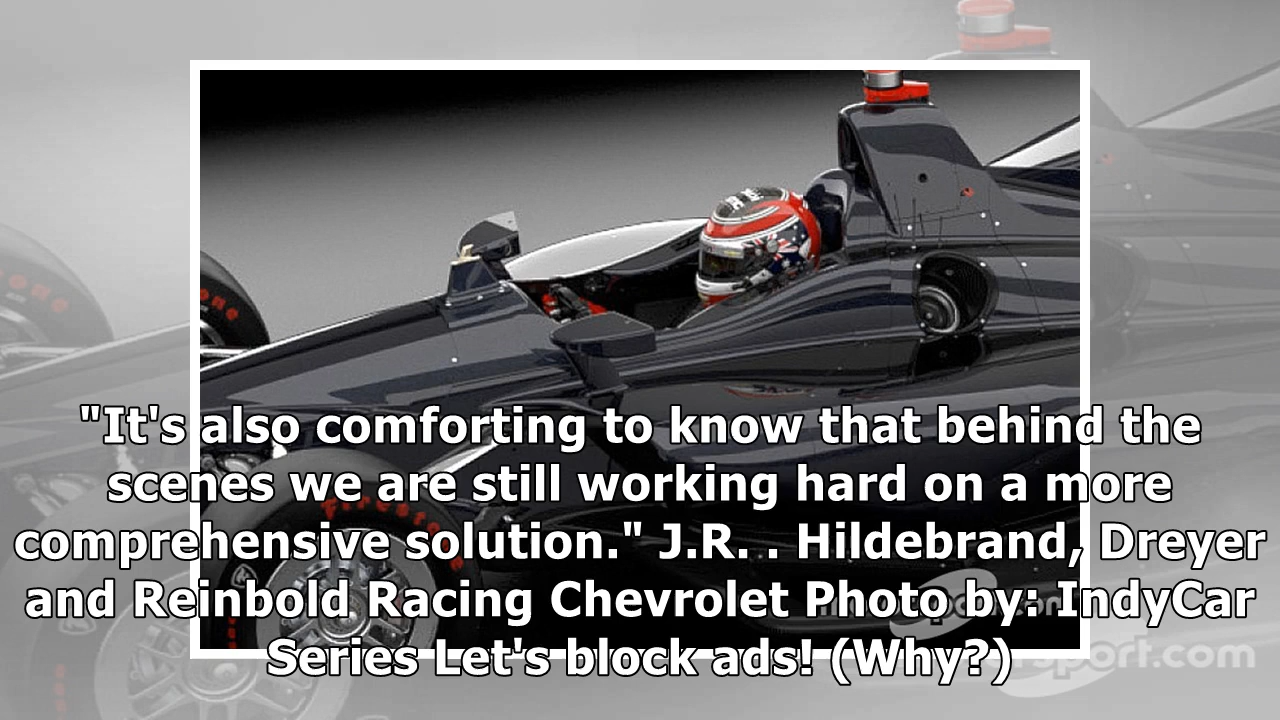 "It's also comforting to know that behind the
scenes we are still working hard on a more
comprehensive solution." J.R. . Hildebrand, Dreyer
and Reinbold Racing Chevrolet Photo by: IndyCar
Series Let's block ads! (Why?)
Firestone